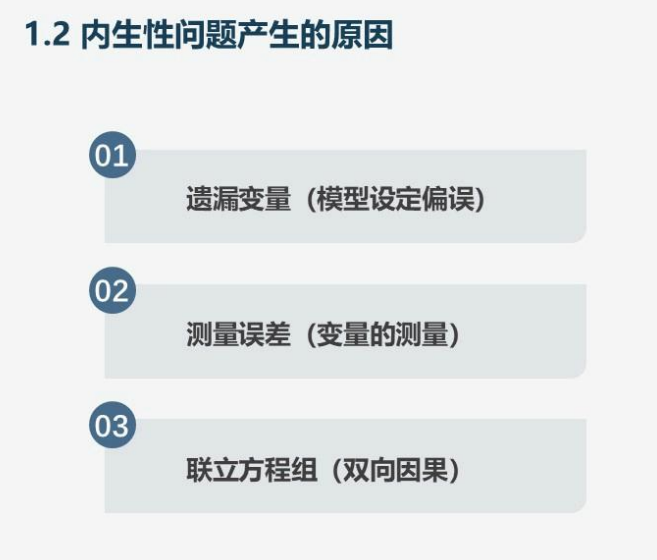 1.2 内生性问题产生的原因
01
遗漏变量（模型设定偏误）
02
测量误差（变量的测量）
03
联立方程组（双向因果）